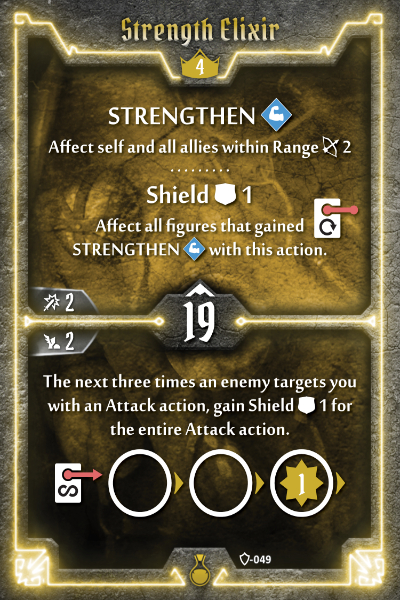 Strength Elixir
4
STRENGTHEN
Affect self and all allies within Range 2
Shield 1
Affect all figures that gained
STRENGTHEN with this action.
2
19
2
The next three times an enemy targets you
with an Attack action, gain Shield 1 for
the entire Attack action.
1
-049